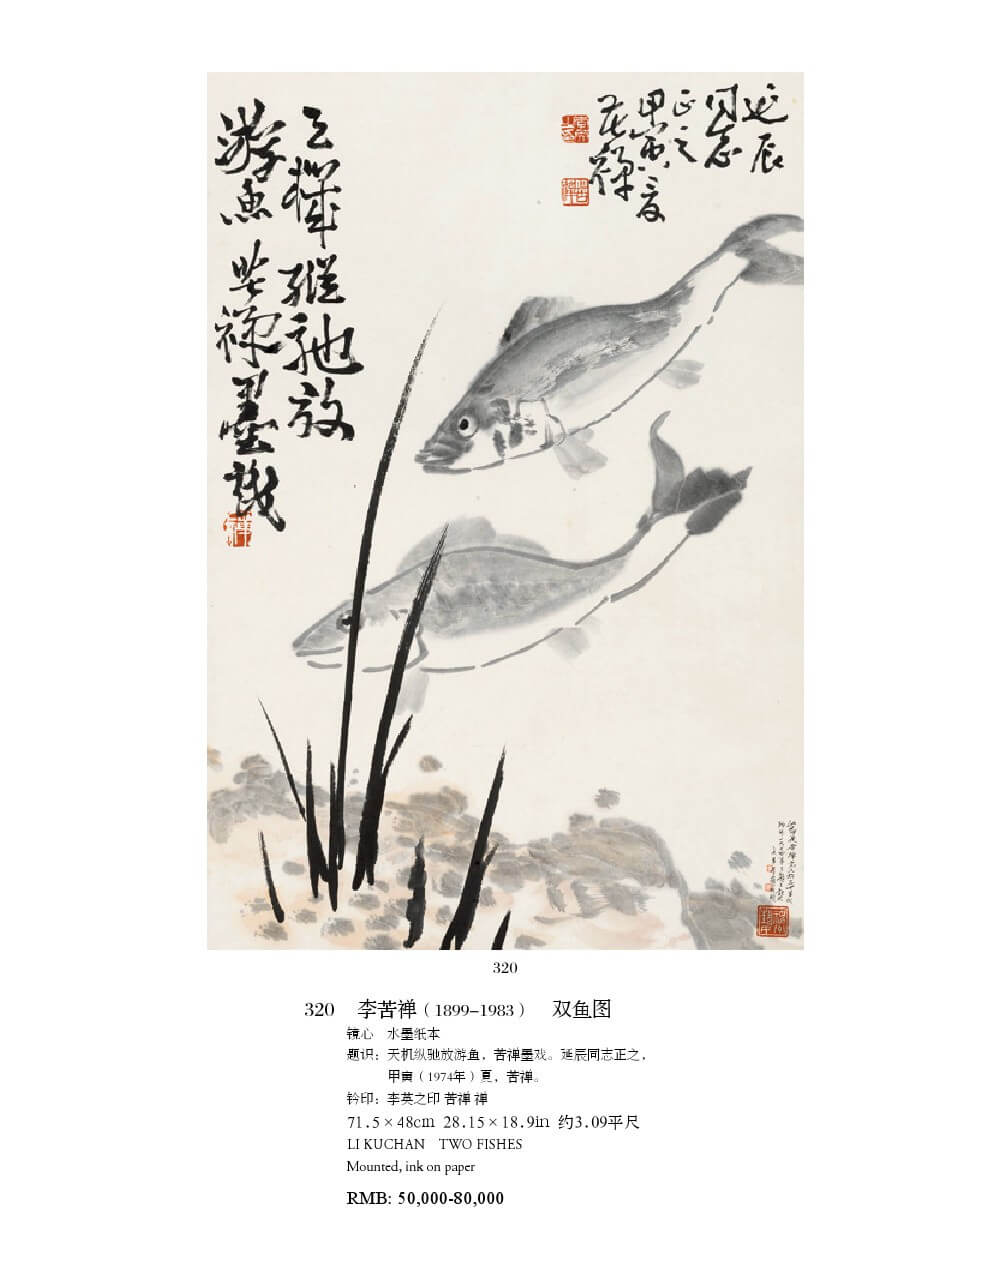 延辰
同志
正之
甲寅夏
苦禅
天机纵驰放
游鱼 苦禅墨戏
320
320 李苦禅（1899–1983） 双鱼图
镜心 水墨纸本
题识：天机纵驰放游鱼，苦禅墨戏。延辰同志正之，
甲寅（1974年）夏，苦禅。
钤印：李英之印 苦禅 禅
71.5×48cm 28.15×18.9in 约3.09平尺
LI KUCHAN TWO FISHES
Mounted, ink on paper
RMB: 50,000-80,000